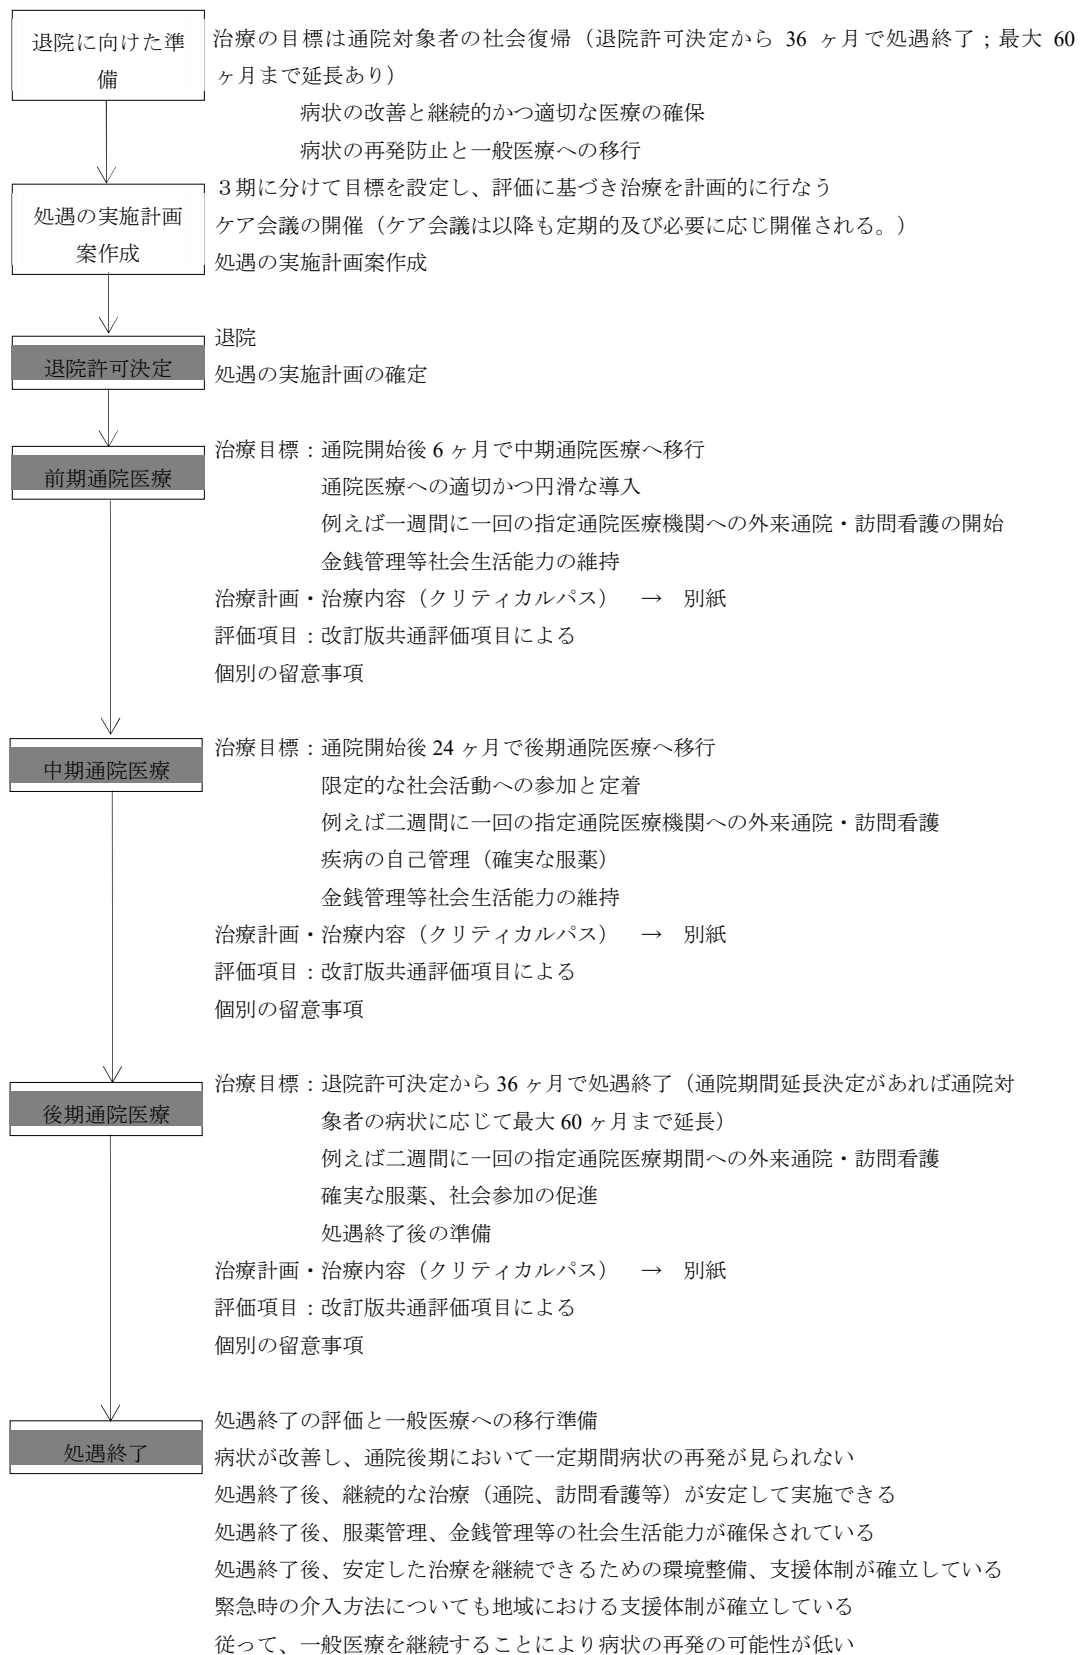 退院に向けた準
備
治療の目標は通院対象者の社会復帰（退院許可決定から 36 ヶ月で処遇終了；最大 60
ヶ月まで延長あり）
病状の改善と継続的かつ適切な医療の確保
病状の再発防止と一般医療への移行
処遇の実施計画
案作成
３期に分けて目標を設定し、評価に基づき治療を計画的に行なう
ケア会議の開催（ケア会議は以降も定期的及び必要に応じ開催される。）
処遇の実施計画案作成
退院許可決定
退院
処遇の実施計画の確定
前期通院医療
治療目標：通院開始後 6 ヶ月で中期通院医療へ移行
通院医療への適切かつ円滑な導入
例えば一週間に一回の指定通院医療機関への外来通院・訪問看護の開始
金銭管理等社会生活能力の維持
治療計画・治療内容（クリティカルパス）　→　別紙
評価項目：改訂版共通評価項目による
個別の留意事項
中期通院医療
治療目標：通院開始後 24 ヶ月で後期通院医療へ移行
限定的な社会活動への参加と定着
例えば二週間に一回の指定通院医療機関への外来通院・訪問看護
疾病の自己管理（確実な服薬）
金銭管理等社会生活能力の維持
治療計画・治療内容（クリティカルパス）　→　別紙
評価項目：改訂版共通評価項目による
個別の留意事項
後期通院医療
治療目標：退院許可決定から 36 ヶ月で処遇終了（通院期間延長決定があれば通院対
象者の病状に応じて最大 60 ヶ月まで延長）
例えば二週間に一回の指定通院医療期間への外来通院・訪問看護
確実な服薬、社会参加の促進
処遇終了後の準備
治療計画・治療内容（クリティカルパス）　→　別紙
評価項目：改訂版共通評価項目による
個別の留意事項
処遇終了
処遇終了の評価と一般医療への移行準備
病状が改善し、通院後期において一定期間病状の再発が見られない
処遇終了後、継続的な治療（通院、訪問看護等）が安定して実施できる
処遇終了後、服薬管理、金銭管理等の社会生活能力が確保されている
処遇終了後、安定した治療を継続できるための環境整備、支援体制が確立している
緊急時の介入方法についても地域における支援体制が確立している
従って、一般医療を継続することにより病状の再発の可能性が低い